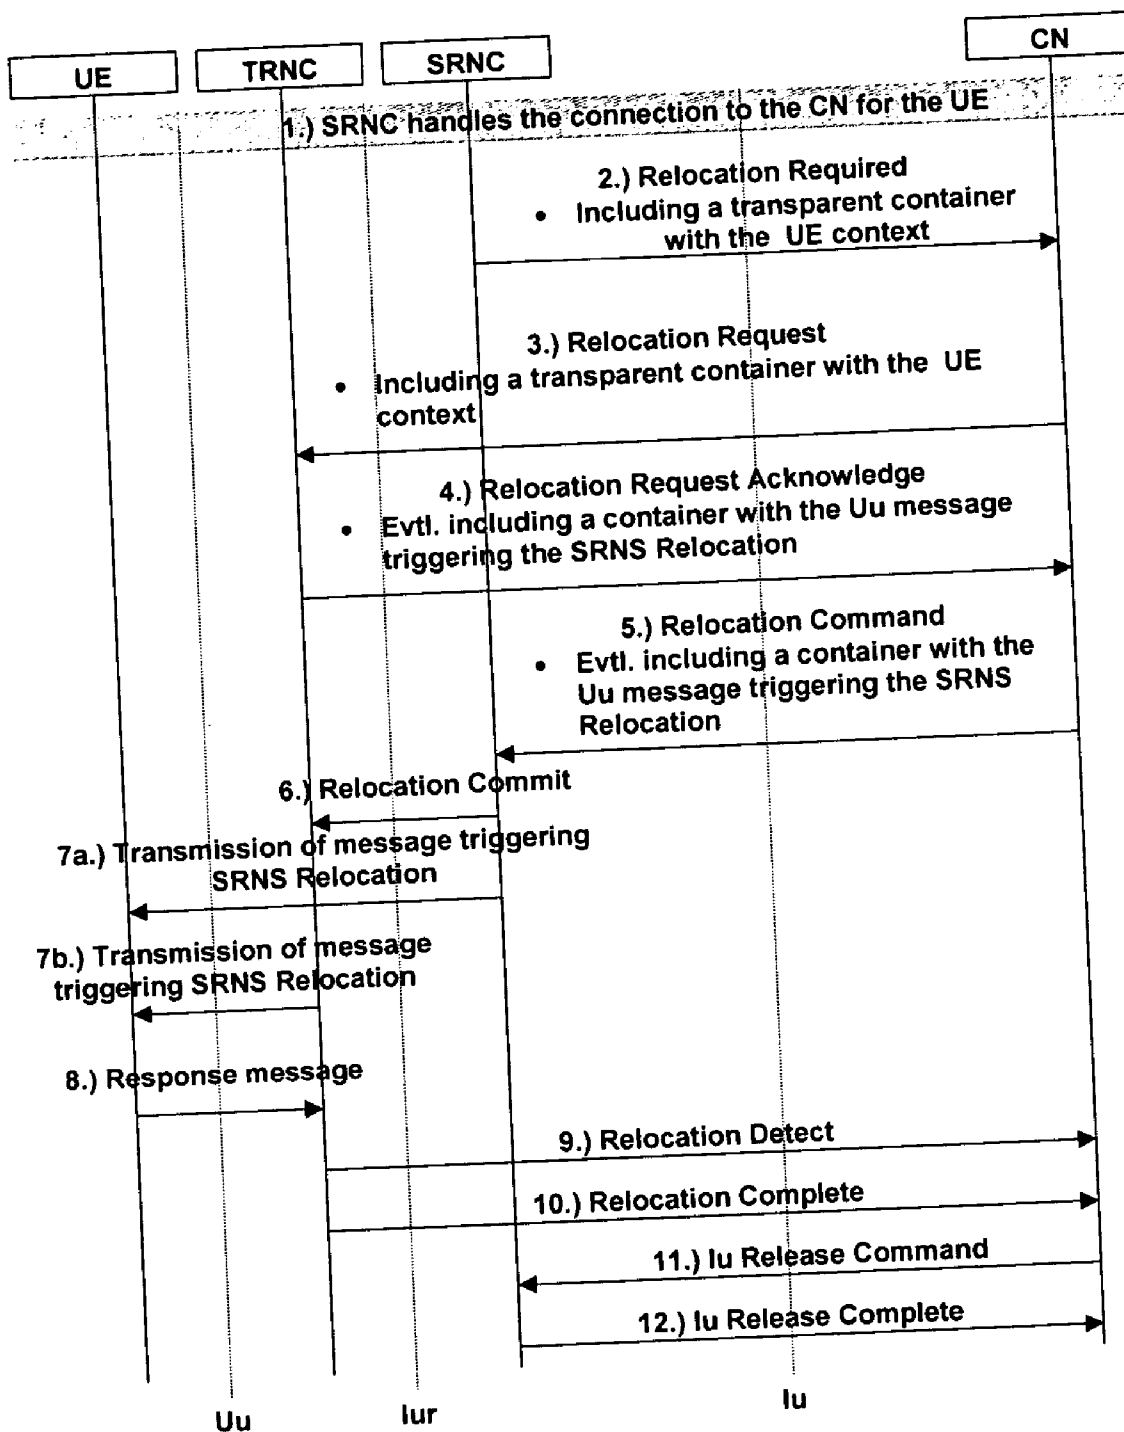 UE
TRNC
SRNC
CN
1.) SRNC handles the connection to the CN for the UE
2.) Relocation Required
• Including a transparent container
with the UE context
3.) Relocation Request
• Including a transparent container with the UE
context
4.) Relocation Request Acknowledge
• Evtl. including a container with the Uu message
triggering the SRNS Relocation
5.) Relocation Command
• Evtl. including a container with the
Uu message triggering the SRNS
Relocation
6.) Relocation Commit
7a.) Transmission of message triggering
SRNS Relocation
7b.) Transmission of message
triggering SRNS Relocation
8.) Response message
9.) Relocation Detect
10.) Relocation Complete
11.) Iu Release Command
12.) Iu Release Complete
Uu
Iur
Iu